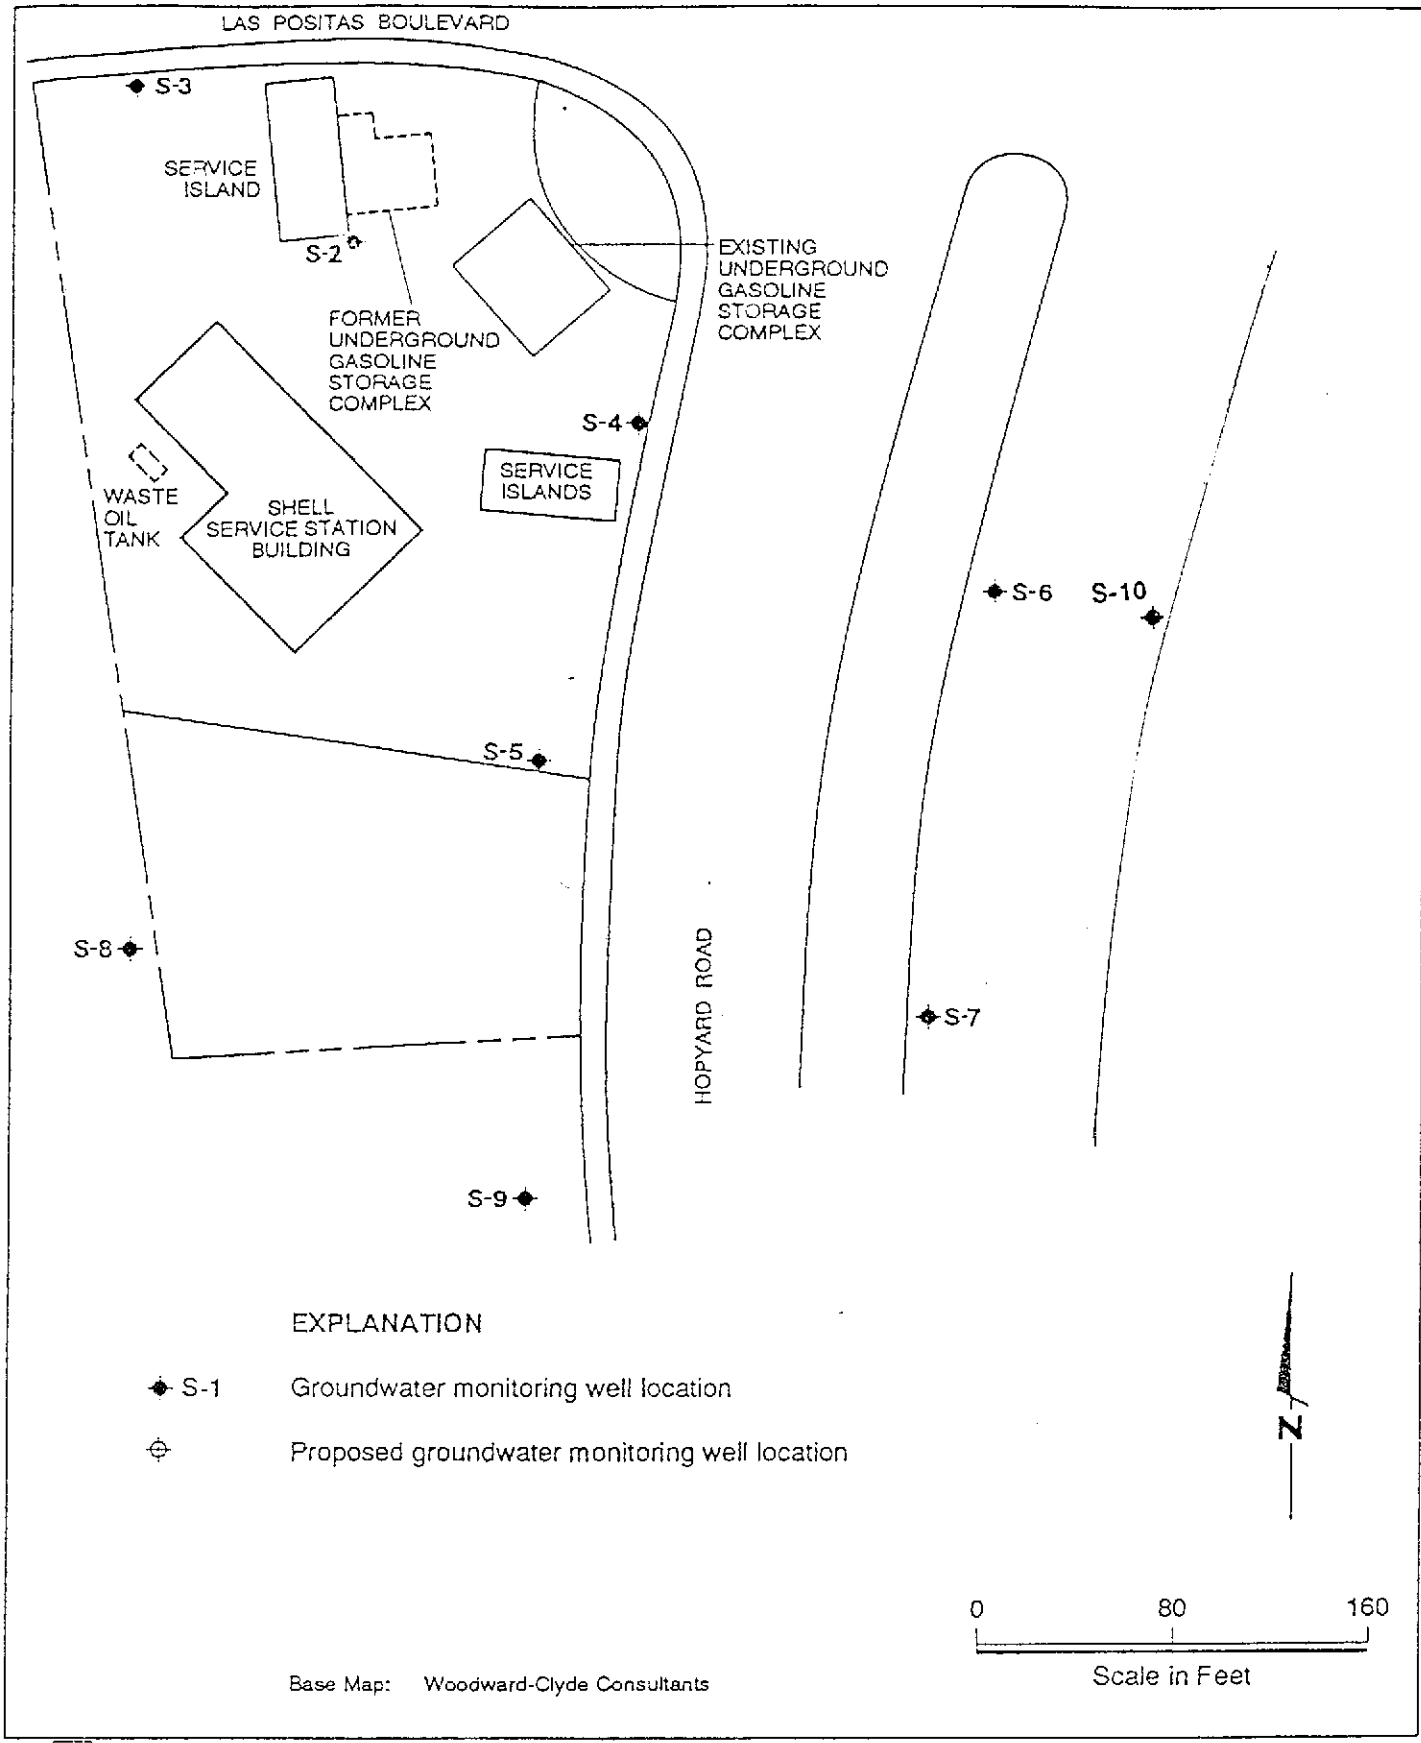 LAS POSITAS BOULEVARD
S-3
SERVICE
ISLAND
S-2
EXISTING
UNDERGROUND
GASOLINE
STORAGE
COMPLEX
FORMER
UNDERGROUND
GASOLINE
STORAGE
COMPLEX
S-4
SERVICE
ISLANDS
WASTE
OIL
TANK
SHELL
SERVICE STATION
BUILDING
S-6
S-10
S-5
S-8
HOPYARD ROAD
S-7
S-9
EXPLANATION
S-1 Groundwater monitoring well location
Proposed groundwater monitoring well location
N
0 80 160
Scale in Feet
Base Map: Woodward-Clyde Consultants